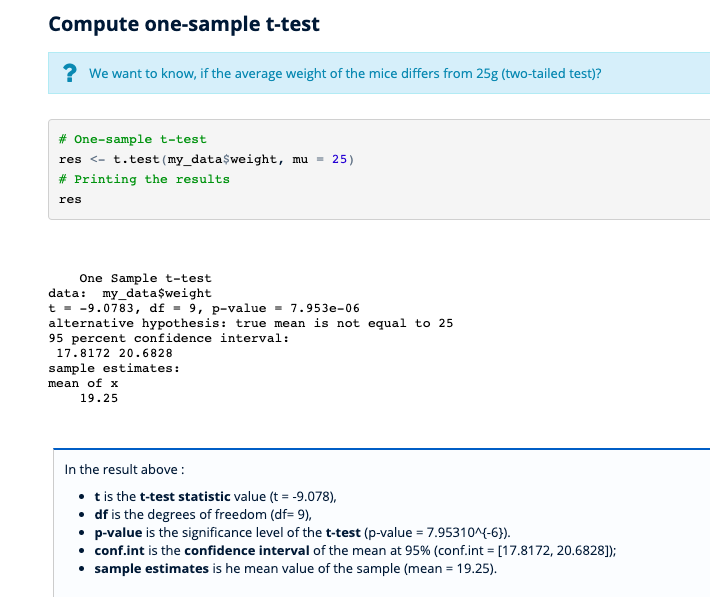 Compute one-sample t-test
? We want to know, if the average weight of the mice differs from 25g (two-tailed test)?
# One-sample t-test
res <- t.test(my_data$weight, mu = 25)
# Printing the results
res
One Sample t-test
data:  my_data$weight
t = -9.0783, df = 9, p-value = 7.953e-06
alternative hypothesis: true mean is not equal to 25
95 percent confidence interval:
17.8172 20.6828
sample estimates:
mean of x
19.25
In the result above :
• t is the t-test statistic value (t = -9.078),
• df is the degrees of freedom (df= 9),
• p-value is the significance level of the t-test (p-value = 7.95310^{-6}).
• conf.int is the confidence interval of the mean at 95% (conf.int = [17.8172, 20.6828]);
• sample estimates is he mean value of the sample (mean = 19.25).